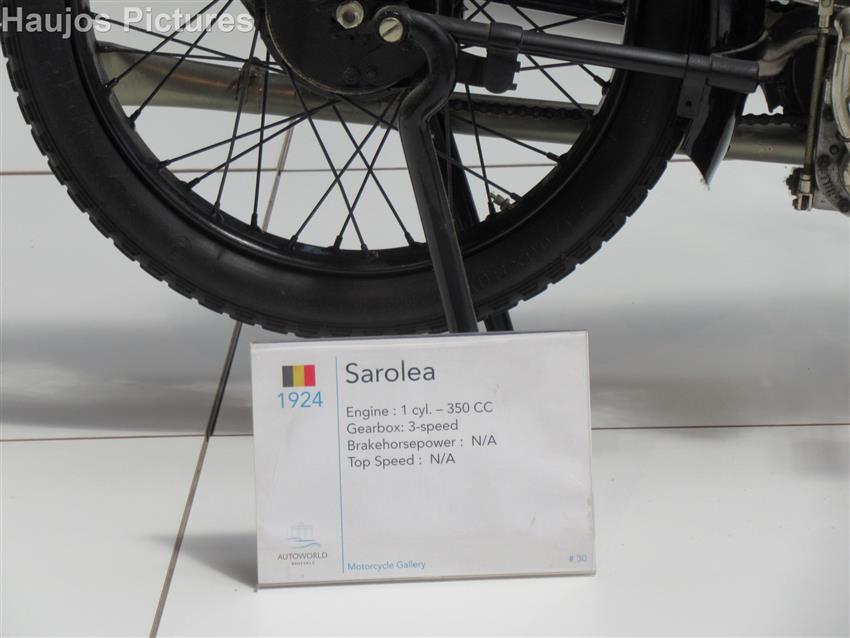 Haujos Pictures
1924
Sarolea
Engine : 1 cyl. – 350 CC
Gearbox: 3-speed
Brakehorsepower : N/A
Top Speed : N/A
AUTOWORLD
BRUSSELS
Motorcycle Gallery
# 30